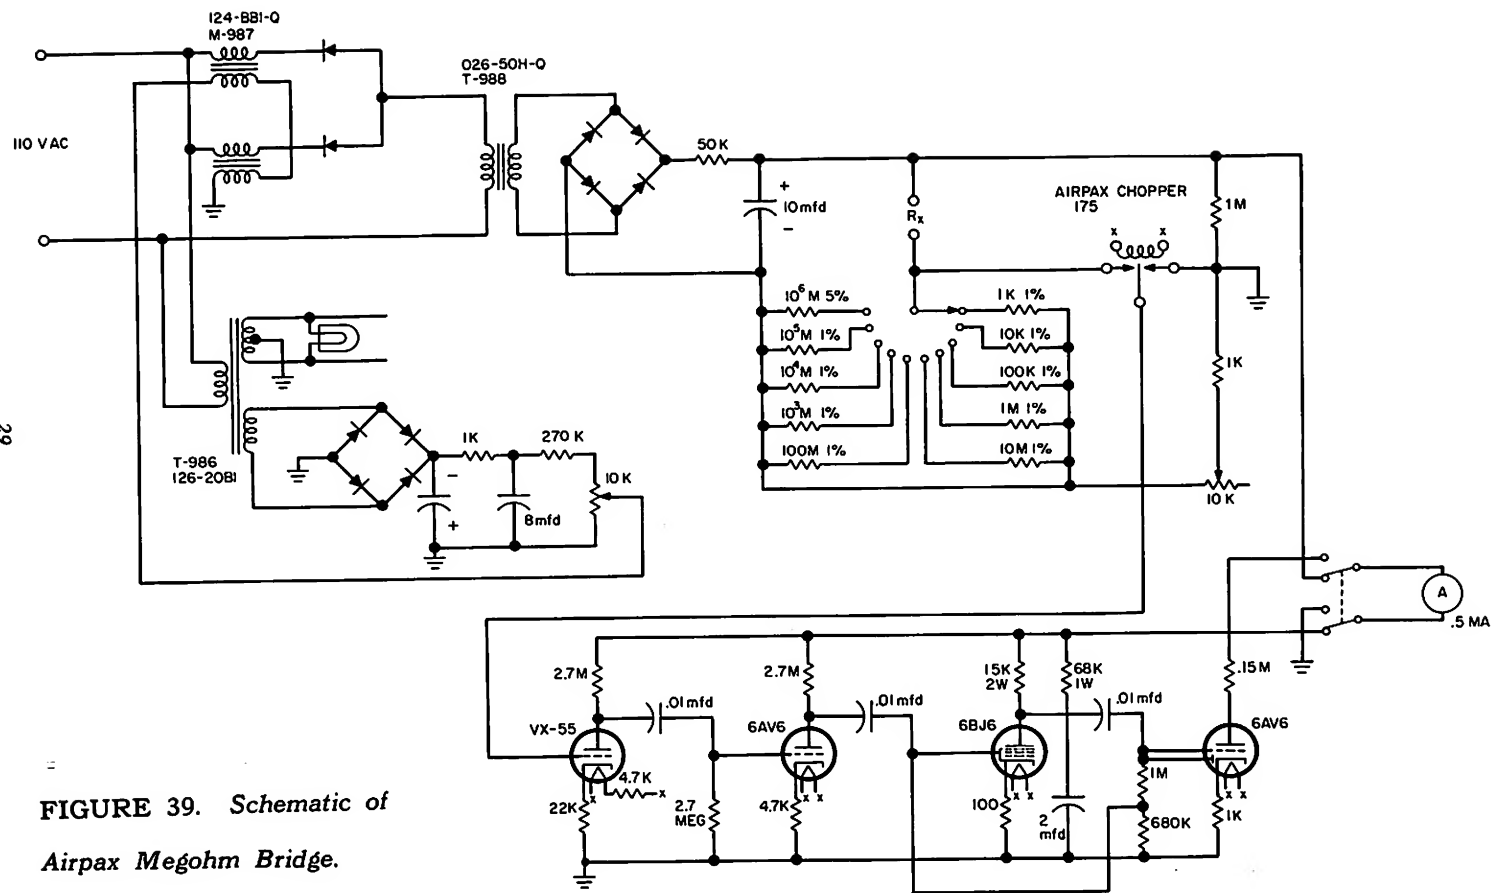 124-BB1-Q
M-987
110 VAC
026-50H-Q
T-988
50K
+
10mfd
−
Rx
AIRPAX CHOPPER
175
x x
1M
10⁶M 5%
10⁵M 1%
10⁴M 1%
10³M 1%
100M 1%
1K 1%
10K 1%
100K 1%
1M 1%
10M 1%
1K
10K
T-986
126-20B1
1K
270 K
10 K
−
+
8mfd
29
A
.5 MA
2.7M
.01mfd
2.7M
.01mfd
15K
2W
68K
1W
.01mfd
.15M
VX-55
6AV6
6BJ6
6AV6
x
4.7K
x
22K
2.7
MEG
4.7K
x x
100
x x
2
mfd
1M
680K
x x
1K
FIGURE 39. Schematic of
Airpax Megohm Bridge.